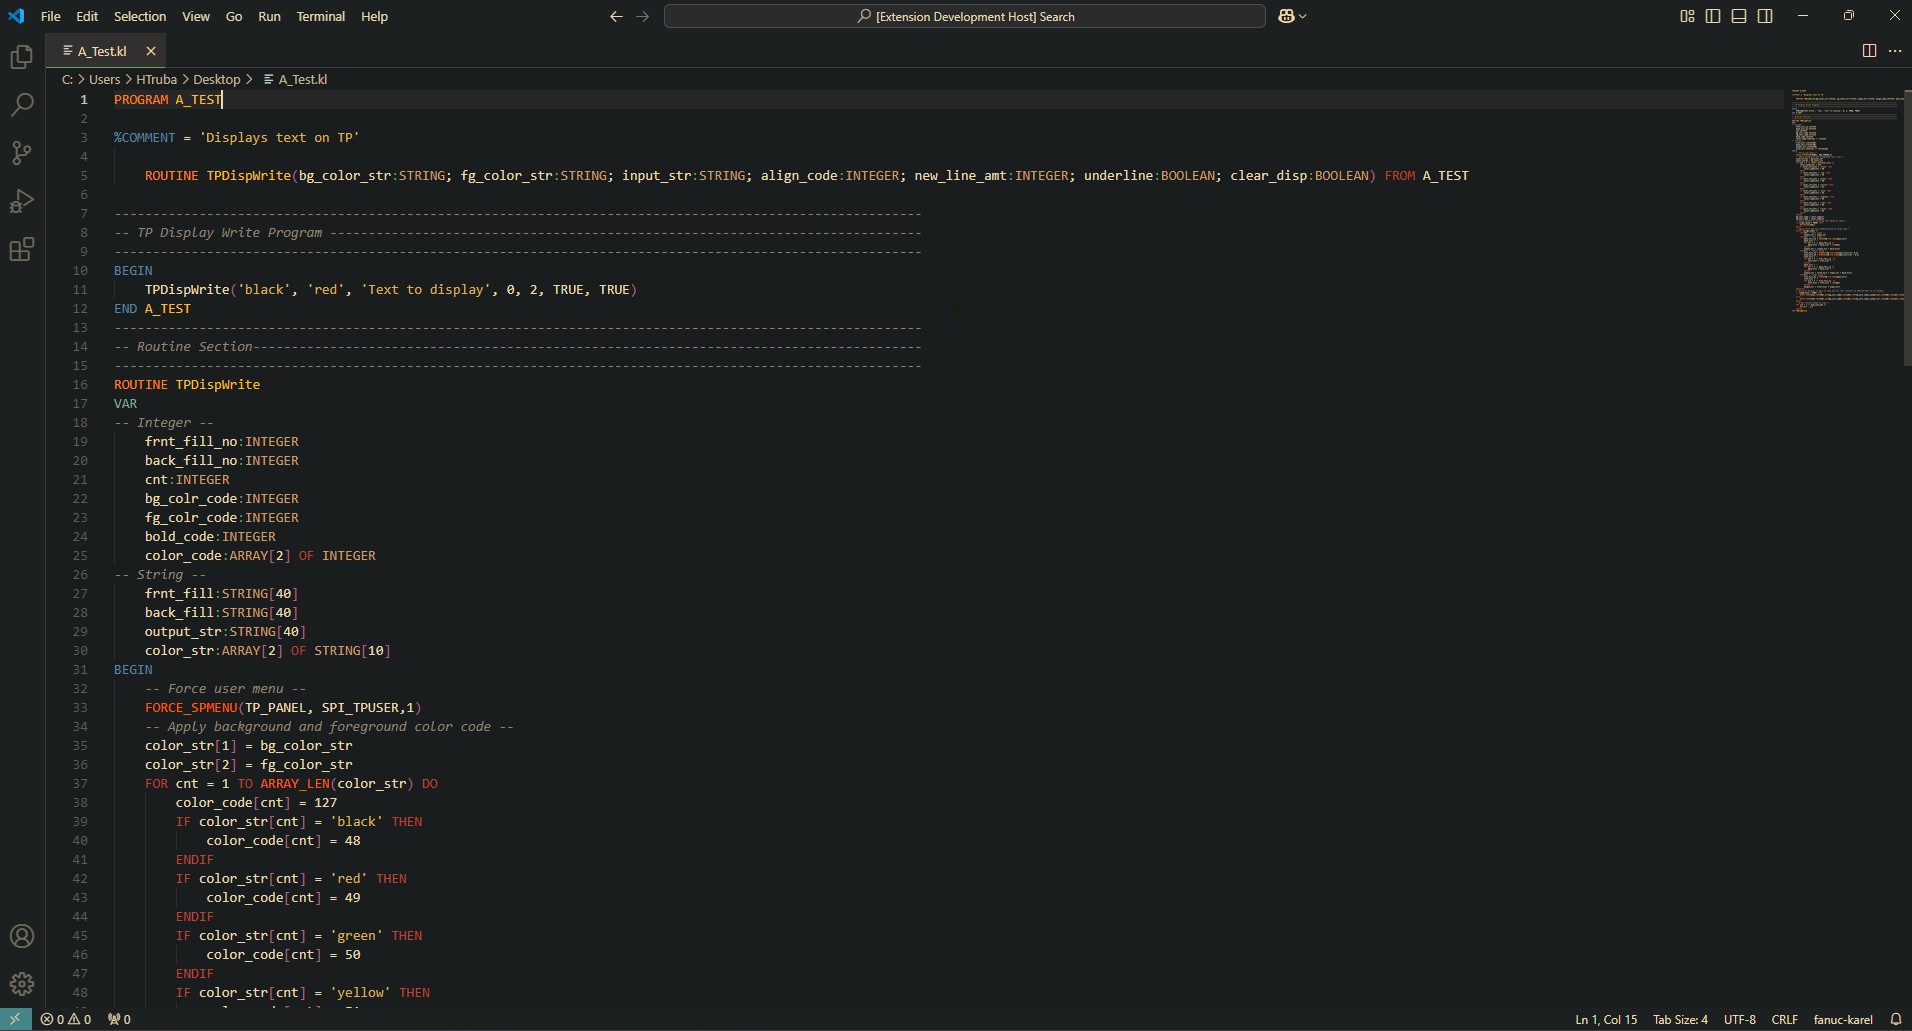 File Edit Selection View Go Run Terminal Help
[Extension Development Host] Search
A_Test.kl
C: > Users > HTruba > Desktop > A_Test.kl
1 PROGRAM A_TEST
2
3 %COMMENT = 'Displays text on TP'
4
5 ROUTINE TPDispWrite(bg_color_str:STRING; fg_color_str:STRING; input_str:STRING; align_code:INTEGER; new_line_amt:INTEGER; underline:BOOLEAN; clear_disp:BOOLEAN) FROM A_TEST
6
7 ---------------------------------------------------------------------------------------------------------
8 -- TP Display Write Program -----------------------------------------------------------------------------
9 ---------------------------------------------------------------------------------------------------------
10 BEGIN
11 TPDispWrite('black', 'red', 'Text to display', 0, 2, TRUE, TRUE)
12 END A_TEST
13 ---------------------------------------------------------------------------------------------------------
14 -- Routine Section---------------------------------------------------------------------------------------
15 ---------------------------------------------------------------------------------------------------------
16 ROUTINE TPDispWrite
17 VAR
18 -- Integer --
19 frnt_fill_no:INTEGER
20 back_fill_no:INTEGER
21 cnt:INTEGER
22 bg_colr_code:INTEGER
23 fg_colr_code:INTEGER
24 bold_code:INTEGER
25 color_code:ARRAY[2] OF INTEGER
26 -- String --
27 frnt_fill:STRING[40]
28 back_fill:STRING[40]
29 output_str:STRING[40]
30 color_str:ARRAY[2] OF STRING[10]
31 BEGIN
32 -- Force user menu --
33 FORCE_SPMENU(TP_PANEL, SPI_TPUSER,1)
34 -- Apply background and foreground color code --
35 color_str[1] = bg_color_str
36 color_str[2] = fg_color_str
37 FOR cnt = 1 TO ARRAY_LEN(color_str) DO
38 color_code[cnt] = 127
39 IF color_str[cnt] = 'black' THEN
40 color_code[cnt] = 48
41 ENDIF
42 IF color_str[cnt] = 'red' THEN
43 color_code[cnt] = 49
44 ENDIF
45 IF color_str[cnt] = 'green' THEN
46 color_code[cnt] = 50
47 ENDIF
48 IF color_str[cnt] = 'yellow' THEN
0 0 0
Ln 1, Col 15 Tab Size: 4 UTF-8 CRLF fanuc-karel